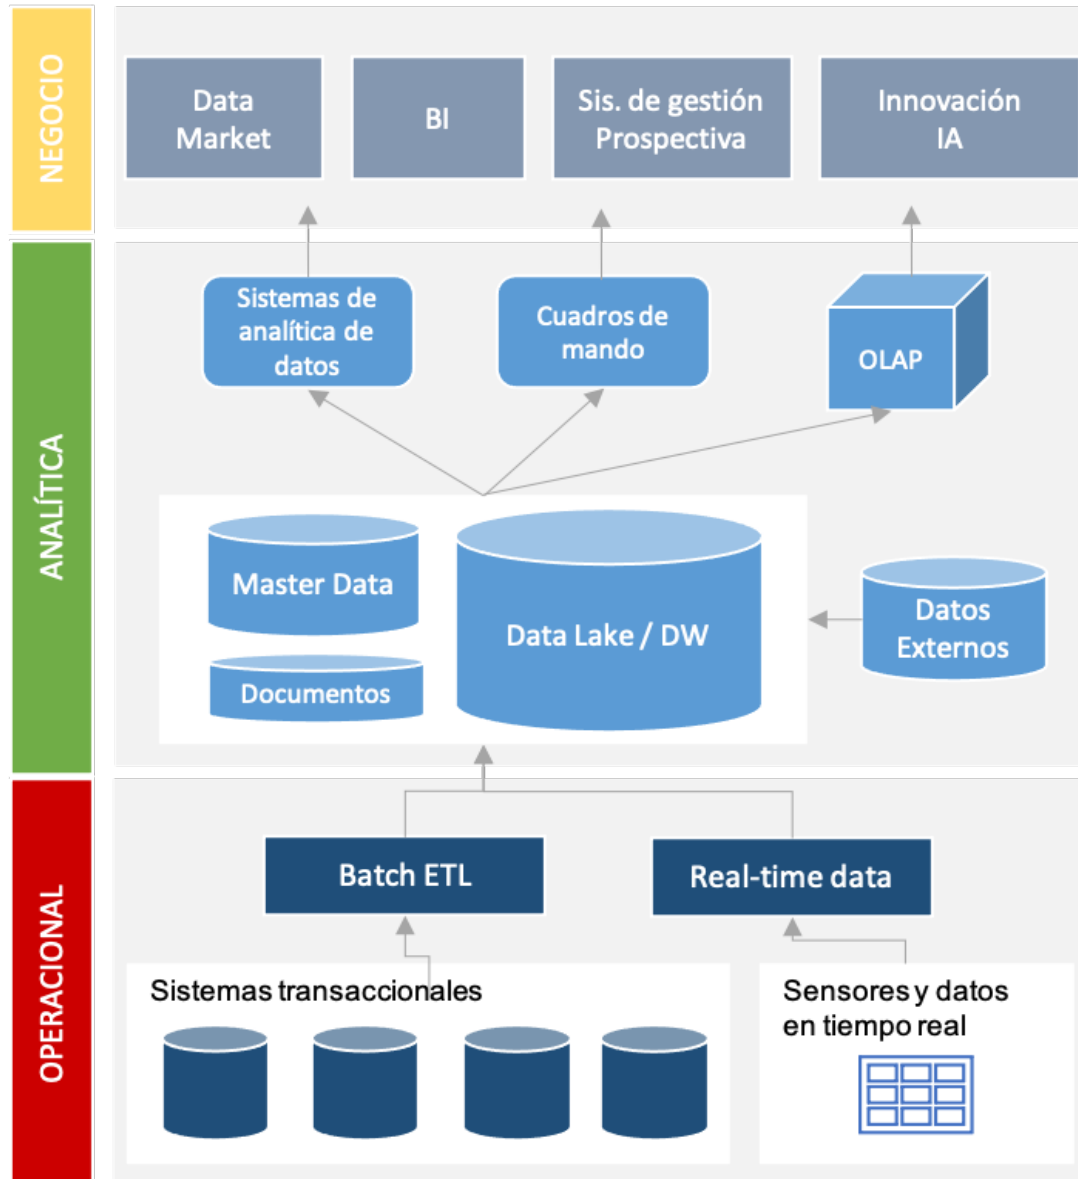 NEGOCIO
Data
Market
BI
Sis. de gestión
Prospectiva
Innovación
IA
ANALÍTICA
Sistemas de
analítica de
datos
Cuadros de
mando
OLAP
Master Data
Documentos
Data Lake / DW
Datos
Externos
OPERACIONAL
Batch ETL
Real-time data
Sistemas transaccionales
Sensores y datos
en tiempo real